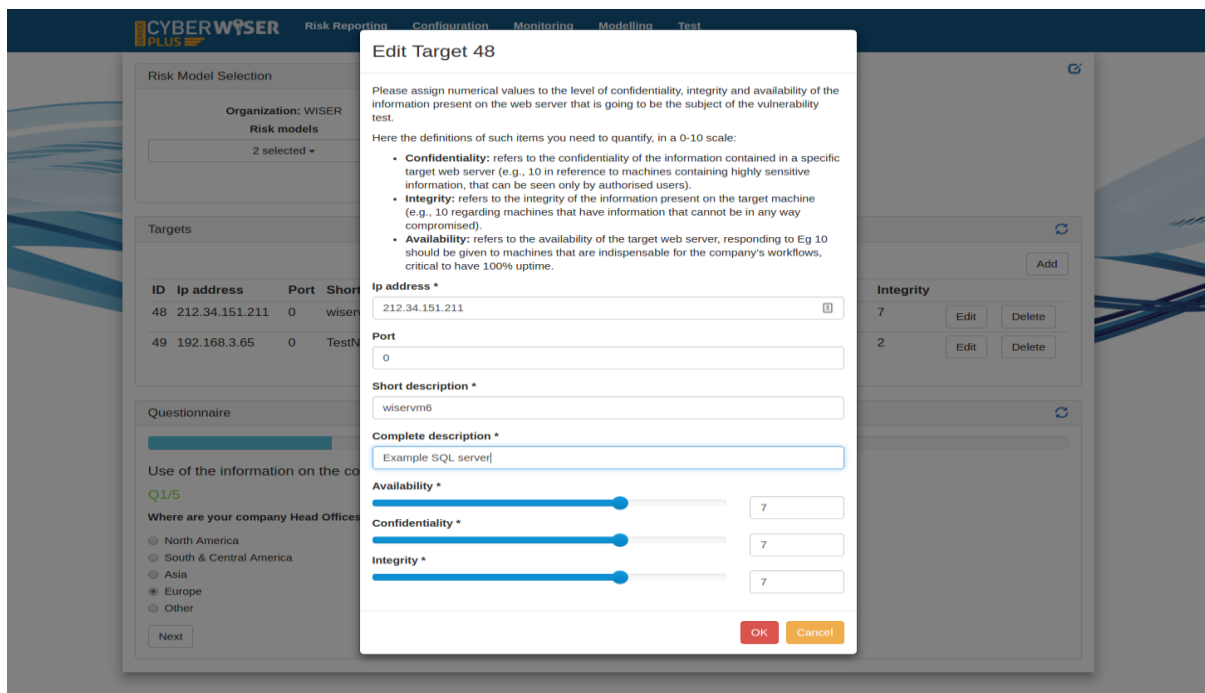 CYBERWISER
PLUS
Risk Reporting Configuration Monitoring Modelling Test
Risk Model Selection
Organization: WISER
Risk models
2 selected
Targets
Add
ID Ip address Port Short Integrity
48 212.34.151.211 0 wiserv 7 Edit Delete
49 192.168.3.65 0 TestN 2 Edit Delete
Questionnaire
Use of the information on the co
Q1/5
Where are your company Head Offices
North America
South & Central America
Asia
Europe
Other
Next
Edit Target 48
Please assign numerical values to the level of confidentiality, integrity and availability of the
information present on the web server that is going to be the subject of the vulnerability
test.
Here the definitions of such items you need to quantify, in a 0-10 scale:
• Confidentiality: refers to the confidentiality of the information contained in a specific
target web server (e.g., 10 in reference to machines containing highly sensitive
information, that can be seen only by authorised users).
• Integrity: refers to the integrity of the information present on the target machine
(e.g., 10 regarding machines that have information that cannot be in any way
compromised).
• Availability: refers to the availability of the target web server, responding to Eg 10
should be given to machines that are indispensable for the company's workflows,
critical to have 100% uptime.
Ip address *
212.34.151.211
Port
0
Short description *
wiservm6
Complete description *
Example SQL server
Availability *
7
Confidentiality *
7
Integrity *
7
OK Cancel